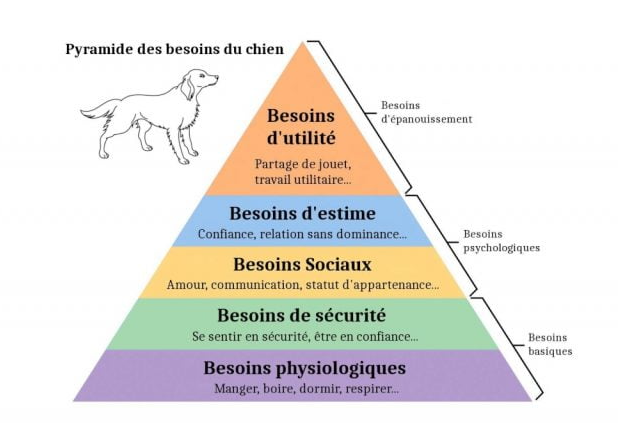 Pyramide des besoins du chien
Besoins
d'utilité
Partage de jouet,
travail utilitaire...
Besoins
d'épanouissement
Besoins d'estime
Confiance, relation sans dominance...
Besoins
psychologiques
Besoins Sociaux
Amour, communication, statut d'appartenance...
Besoins de sécurité
Se sentir en sécurité, être en confiance...
Besoins
basiques
Besoins physiologiques
Manger, boire, dormir, respirer...